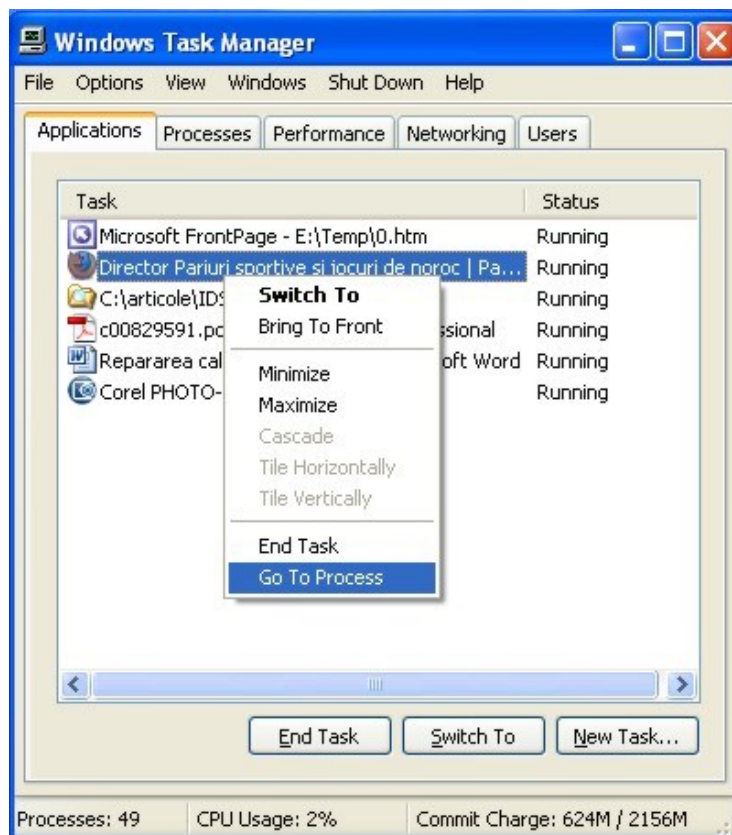 Windows Task Manager
File Options View Windows Shut Down Help
Applications Processes Performance Networking Users
Task Status
Microsoft FrontPage - E:\Temp\0.htm Running
Director Pariuri sportive si jocuri de noroc | Pa... Running
C:\articole\IDS Running
c00829591.pc ssional Running
Repararea cal oft Word Running
Corel PHOTO- Running
Switch To
Bring To Front
Minimize
Maximize
Cascade
Tile Horizontally
Tile Vertically
End Task
Go To Process
End Task Switch To New Task...
Processes: 49 CPU Usage: 2% Commit Charge: 624M / 2156M